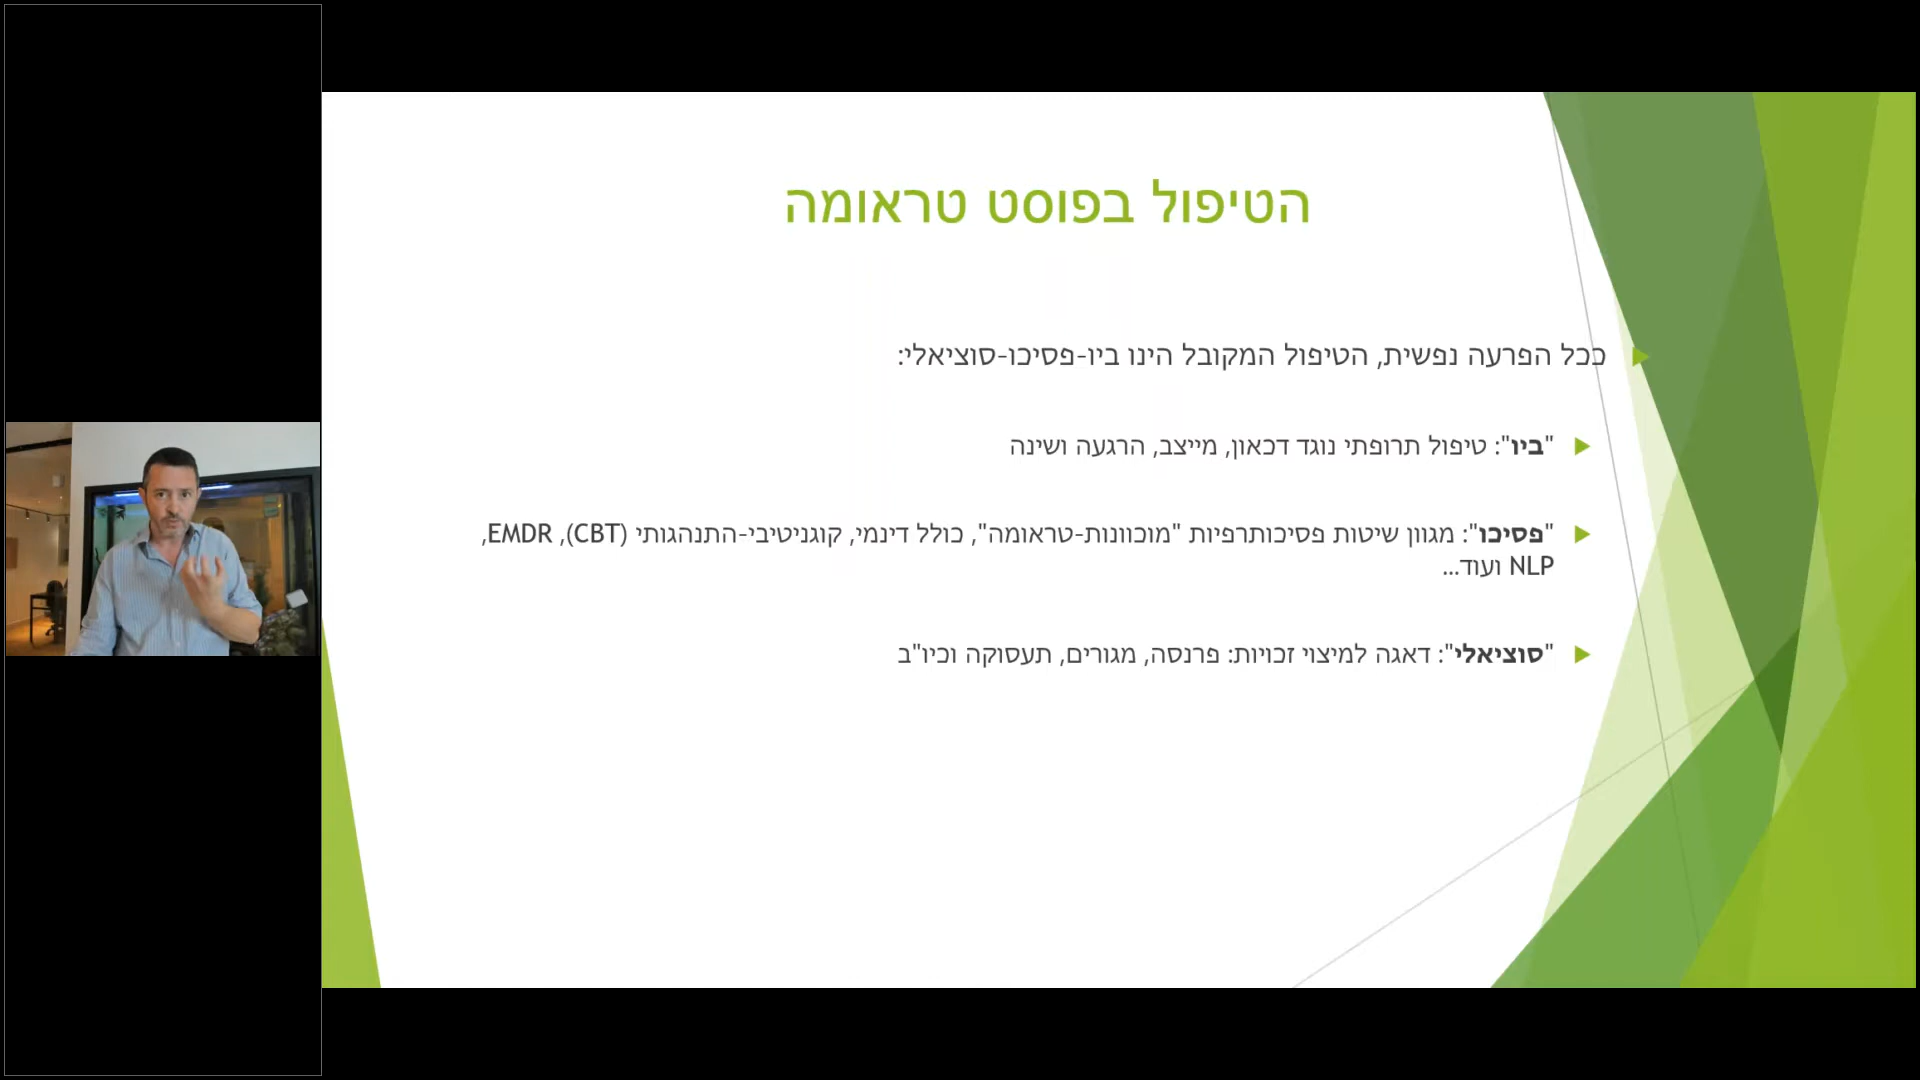 הטיפול בפוסט טראומה
ככל הפרעה נפשית, הטיפול המקובל הינו ביו-פסיכו-סוציאלי:
"ביו": טיפול תרופתי נוגד דכאון, מייצב, הרגעה ושינה
"פסיכו": מגוון שיטות פסיכותרפיות "מוכוונות-טראומה", כולל דינמי, קוגניטיבי-התנהגותי (CBT), EMDR,
NLP ועוד...
"סוציאלי": דאגה למיצוי זכויות: פרנסה, מגורים, תעסוקה וכיו"ב